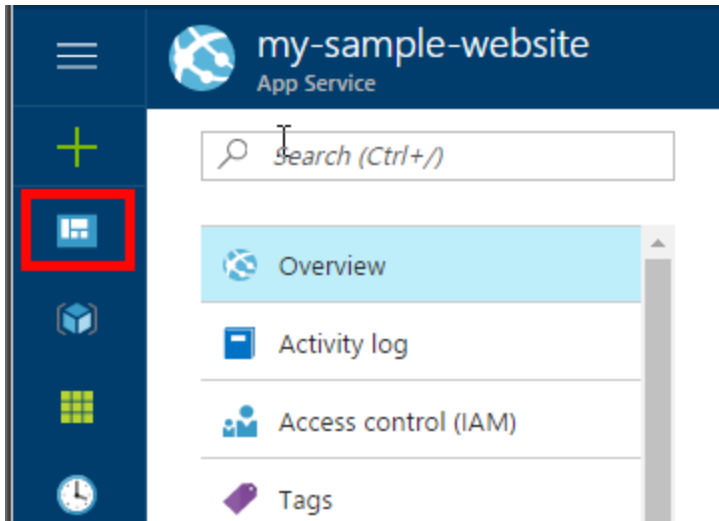 my-sample-website
App Service
Search (Ctrl+/)
Overview
Activity log
Access control (IAM)
Tags